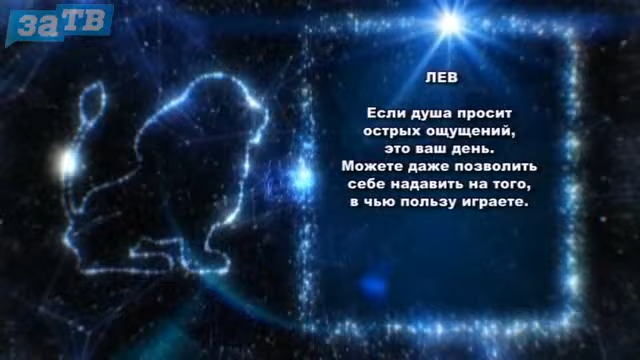 заТВ
ЛЕВ
Если душа просит
острых ощущений,
это ваш день.
Можете даже позволить
себе надавить на того,
в чью пользу играете.